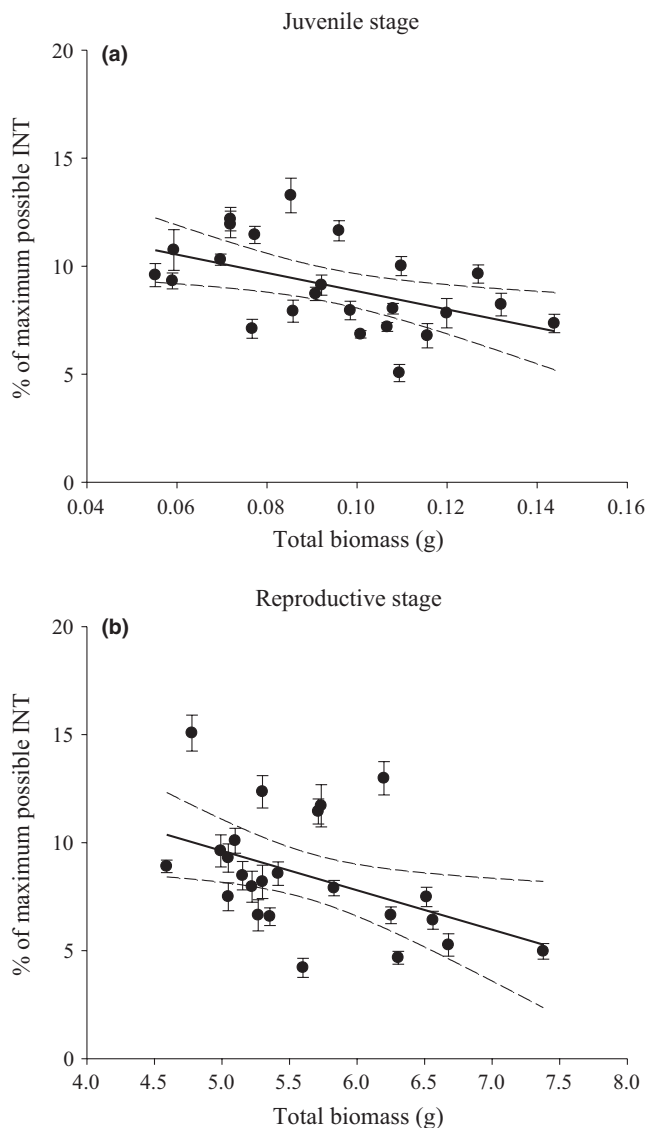 Juvenile stage
(a)
20
15
10
5
0
% of maximum possible INT
0.04 0.06 0.08 0.10 0.12 0.14 0.16
Total biomass (g)
Reproductive stage
(b)
20
15
10
5
0
% of maximum possible INT
4.0 4.5 5.0 5.5 6.0 6.5 7.0 7.5 8.0
Total biomass (g)